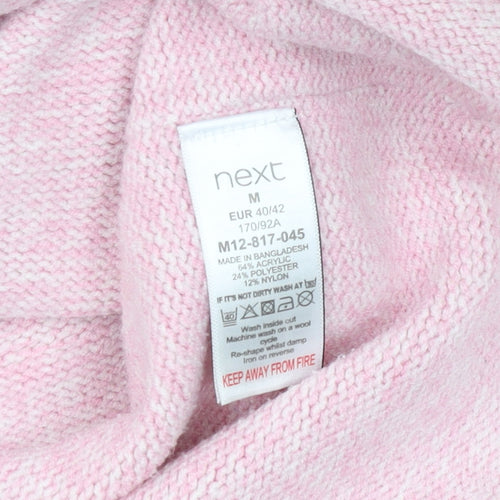 next
M
EUR 40/42
170/92A
M12-817-045
MADE IN BANGLADESH
64% ACRYLIC
24% POLYESTER
12% NYLON
IF IT'S NOT DIRTY WASH AT 30
40
Wash inside out
Machine wash on a wool
cycle
Re-shape whilst damp
Iron on reverse
KEEP AWAY FROM FIRE